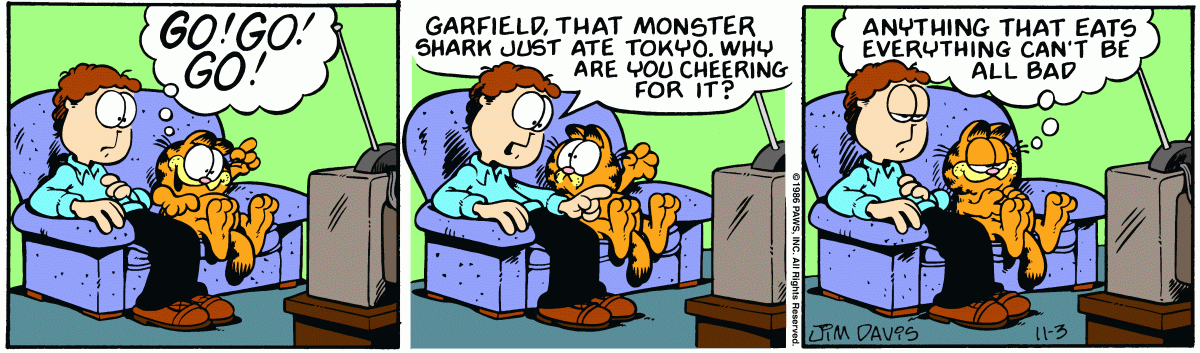 GO! GO!
GO!
GARFIELD, THAT MONSTER
SHARK JUST ATE TOKYO. WHY
ARE YOU CHEERING
FOR IT?
© 1986 PAWS, INC. All Rights Reserved.
ANYTHING THAT EATS
EVERYTHING CAN'T BE
ALL BAD
JIM DAVIS
11-3